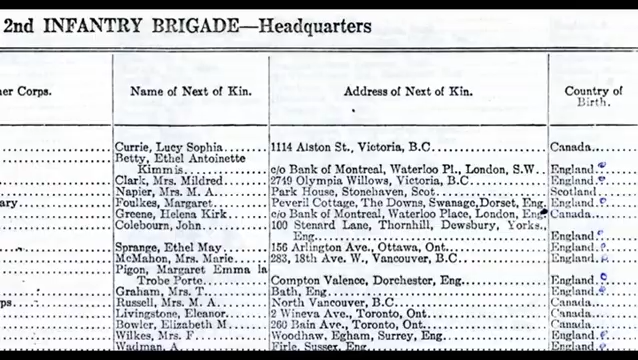 2nd INFANTRY BRIGADE—Headquarters
er Corps. Name of Next of Kin. Address of Next of Kin. Country of Birth.
Currie, Lucy Sophia 1114 Alston St., Victoria, B.C. Canada
Betty, Ethel Antoinette
Kimmis c/o Bank of Montreal, Waterloo Pl., London, S.W. England
Clark, Mrs. Mildred 2749 Olympia Willows, Victoria, B.C. England
Napier, Mrs. M. A. Park House, Stonehaven, Scot. Scotland
ary Foulkes, Margaret Peveril Cottage, The Downs, Swanage, Dorset, Eng. England
Greene, Helena Kirk c/o Bank of Montreal, Waterloo Place, London, Eng. Canada
Colebourn, John 100 Stenard Lane, Thornhill, Dewsbury, Yorks.,
Eng. England
Sprange, Ethel May 156 Arlington Ave., Ottawa, Ont. England
McMahon, Mrs. Marie 283, 18th Ave. W., Vancouver, B.C. England
Pigon, Margaret Emma la
Trobe Porte Compton Valence, Dorchester, Eng. England
Graham, Mrs. T. Bath, Eng. England
ps Russell, Mrs. M. A. North Vancouver, B.C. Canada
Livingstone, Eleanor 2 Wineva Ave., Toronto, Ont. Canada
Bowler, Elizabeth M. 260 Bain Ave., Toronto, Ont. Canada
Wilkes, Mrs. F. Woodhaw, Egham, Surrey, Eng. England
Wadman, A. Firle, Sussex, Eng. England